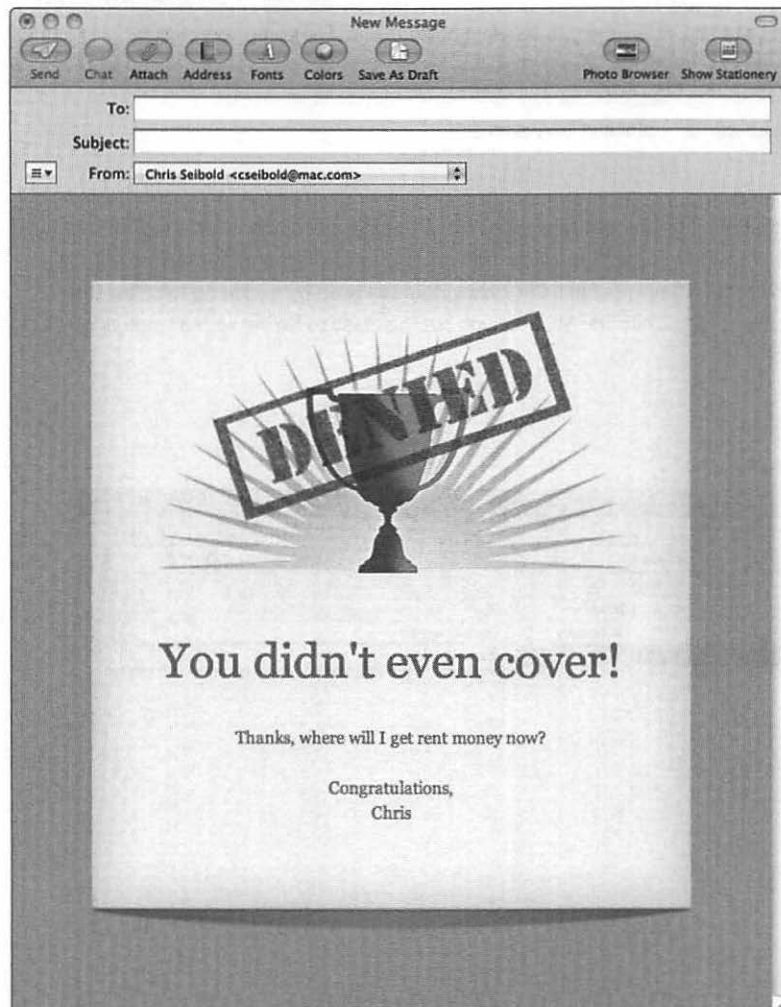 New Message
Send Chat Attach Address Fonts Colors Save As Draft Photo Browser Show Stationery
To:
Subject:
From: Chris Seibold <cseibold@mac.com>
DENIED
You didn't even cover!
Thanks, where will I get rent money now?
Congratulations,
Chris